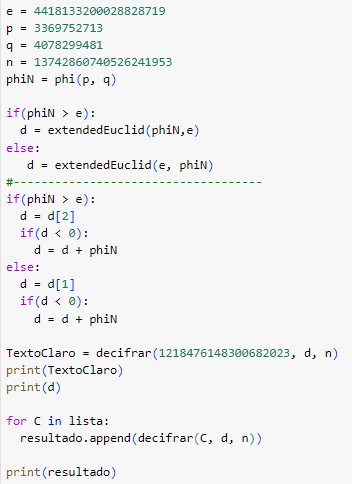 e = 4418133200028828719
p = 3369752713
q = 4078299481
n = 13742860740526241953
phiN = phi(p, q)

if(phiN > e):
  d = extendedEuclid(phiN,e)
else:
   d = extendedEuclid(e, phiN)
#------------------------------------
if(phiN > e):
  d = d[2]
  if(d < 0):
    d = d + phiN
else:
  d = d[1]
  if(d < 0):
    d = d + phiN

TextoClaro = decifrar(1218476148300682023, d, n)
print(TextoClaro)
print(d)

for C in lista:
  resultado.append(decifrar(C, d, n))

print(resultado)